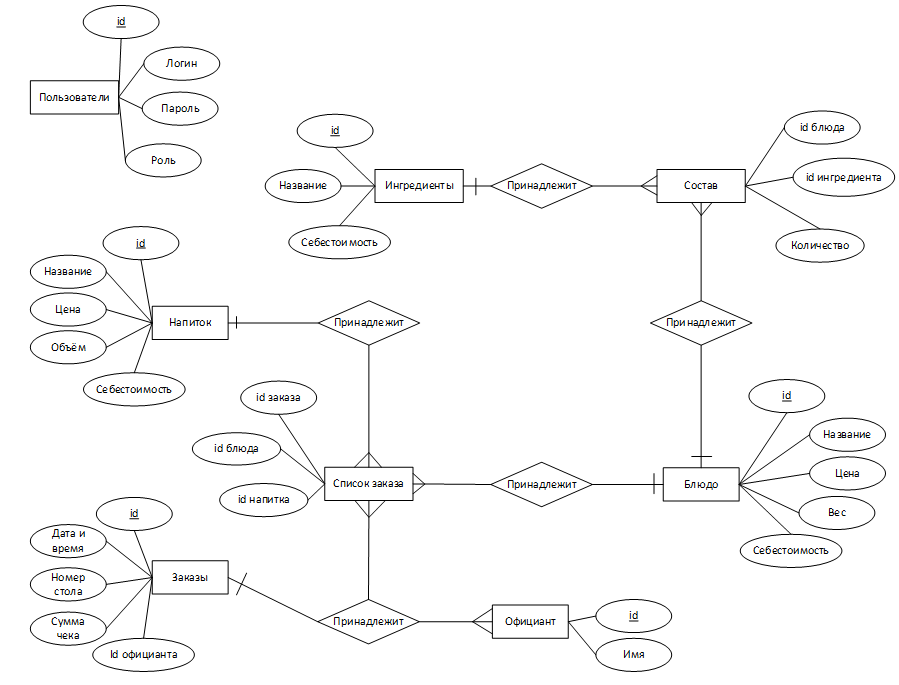 id
Логин
Пользователи
Пароль
Роль
id
Название
Ингредиенты
Себестоимость
Принадлежит
Состав
id блюда
id ингредиента
Количество
id
Название
Цена
Объём
Себестоимость
Напиток
Принадлежит
Принадлежит
id заказа
id блюда
id напитка
Список заказа
Принадлежит
Блюдо
id
Название
Цена
Вес
Себестоимость
id
Дата и
время
Номер
стола
Сумма
чека
Id официанта
Заказы
Принадлежит
Официант
id
Имя